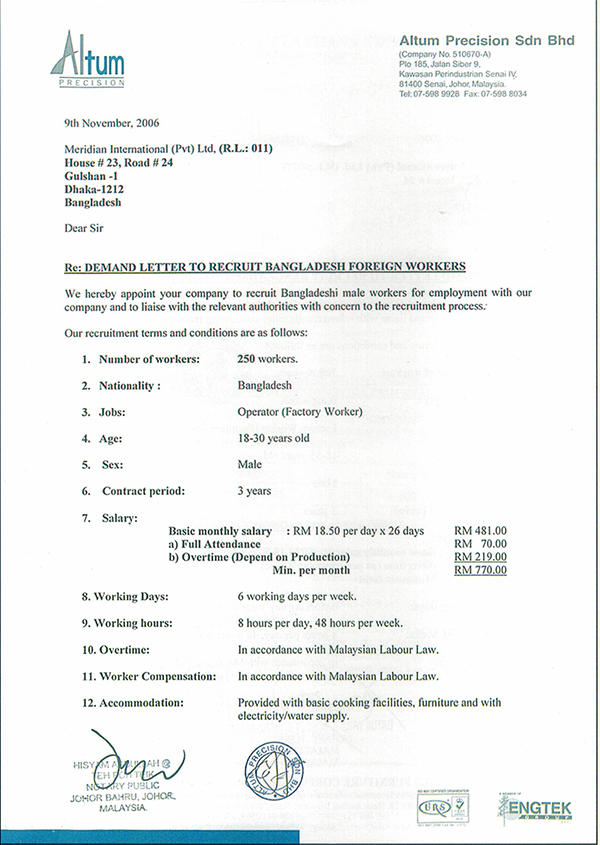 Altum
PRECISION
Altum Precision Sdn Bhd
(Company No. 510670-A)
Plo 185, Jalan Siber 9,
Kawasan Perindustrian Senai IV,
81400 Senai, Johor, Malaysia.
Tel: 07-598 9928 Fax: 07-598 8034
9th November, 2006
Meridian International (Pvt) Ltd, (R.L.: 011)
House # 23, Road # 24
Gulshan -1
Dhaka-1212
Bangladesh
Dear Sir
Re: DEMAND LETTER TO RECRUIT BANGLADESH FOREIGN WORKERS
We hereby appoint your company to recruit Bangladeshi male workers for employment with our
company and to liaise with the relevant authorities with concern to the recruitment process.
Our recruitment terms and conditions are as follows:
1. Number of workers: 250 workers.
2. Nationality : Bangladesh
3. Jobs: Operator (Factory Worker)
4. Age: 18-30 years old
5. Sex: Male
6. Contract period: 3 years
7. Salary:
Basic monthly salary : RM 18.50 per day x 26 days RM 481.00
a) Full Attendance RM 70.00
b) Overtime (Depend on Production) RM 219.00
Min. per month RM 770.00
8. Working Days: 6 working days per week.
9. Working hours: 8 hours per day, 48 hours per week.
10. Overtime: In accordance with Malaysian Labour Law.
11. Worker Compensation: In accordance with Malaysian Labour Law.
12. Accommodation: Provided with basic cooking facilities, furniture and with
electricity/water supply.
NOTARY PUBLIC
JOHOR BAHRU, JOHOR,
MALAYSIA.
ALTUM PRECISION SDN BHD
URS
A MEMBER OF
ENGTEK
GROUP